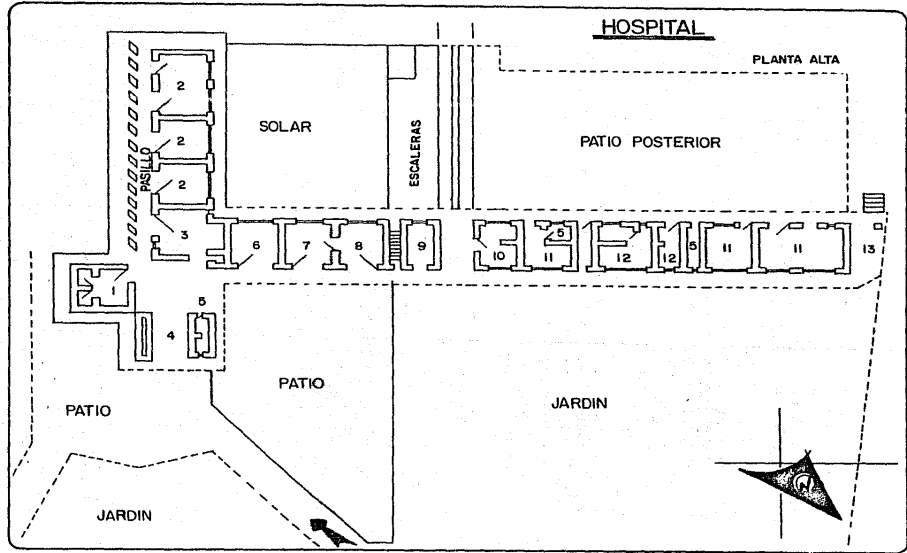 HOSPITAL
PLANTA ALTA
2
2
2
PASILLO
SOLAR
ESCALERAS
PATIO POSTERIOR
3
6
7
8
9
10
11
5
12
12
5
11
11
13
1
5
4
PATIO
PATIO
JARDIN
JARDIN
N